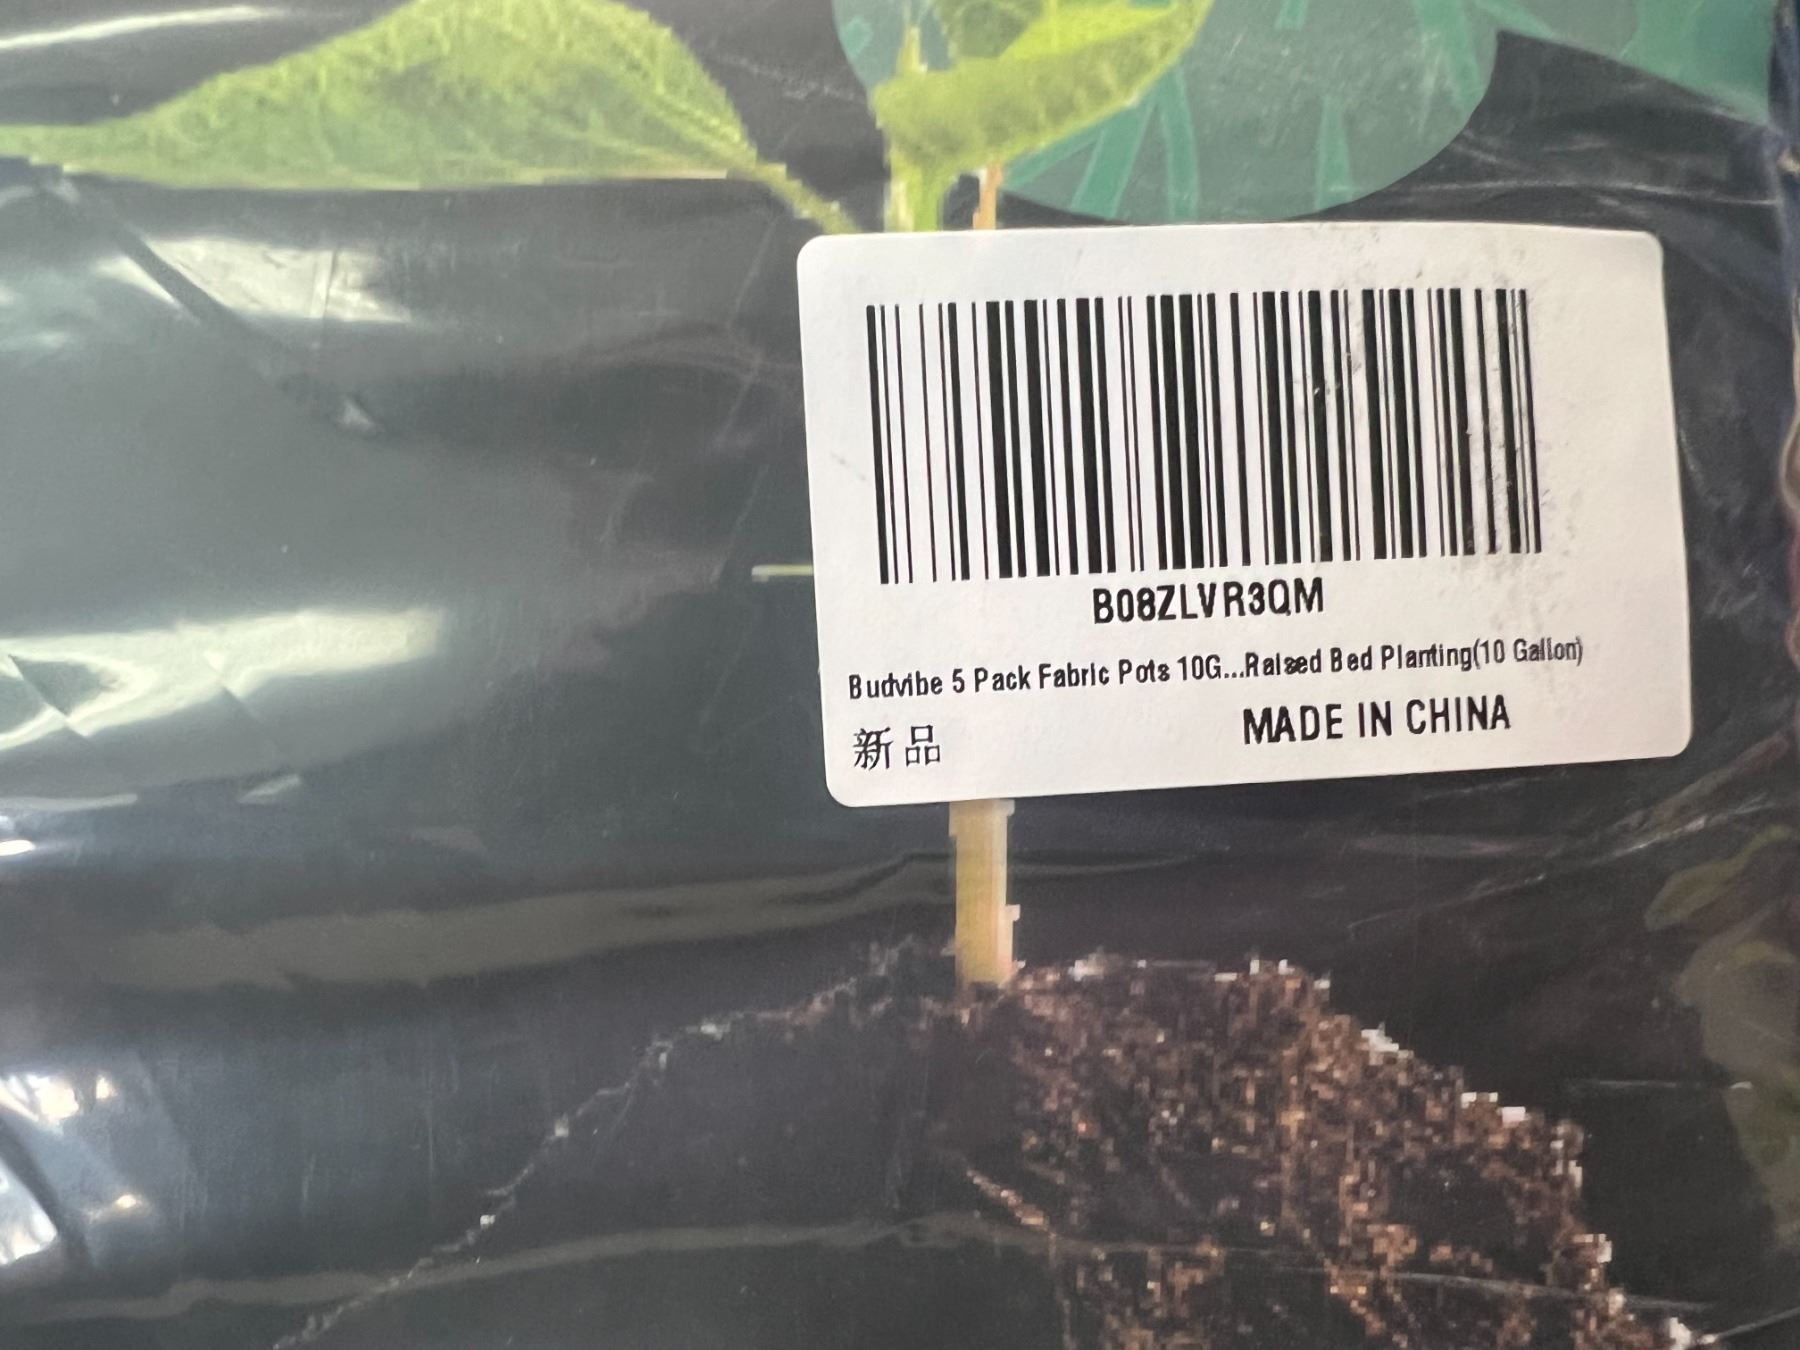 B08ZLVR3QM
Budvibe 5 Pack Fabric Pots 10G...Raised Bed Planting(10 Gallon)
新品
MADE IN CHINA